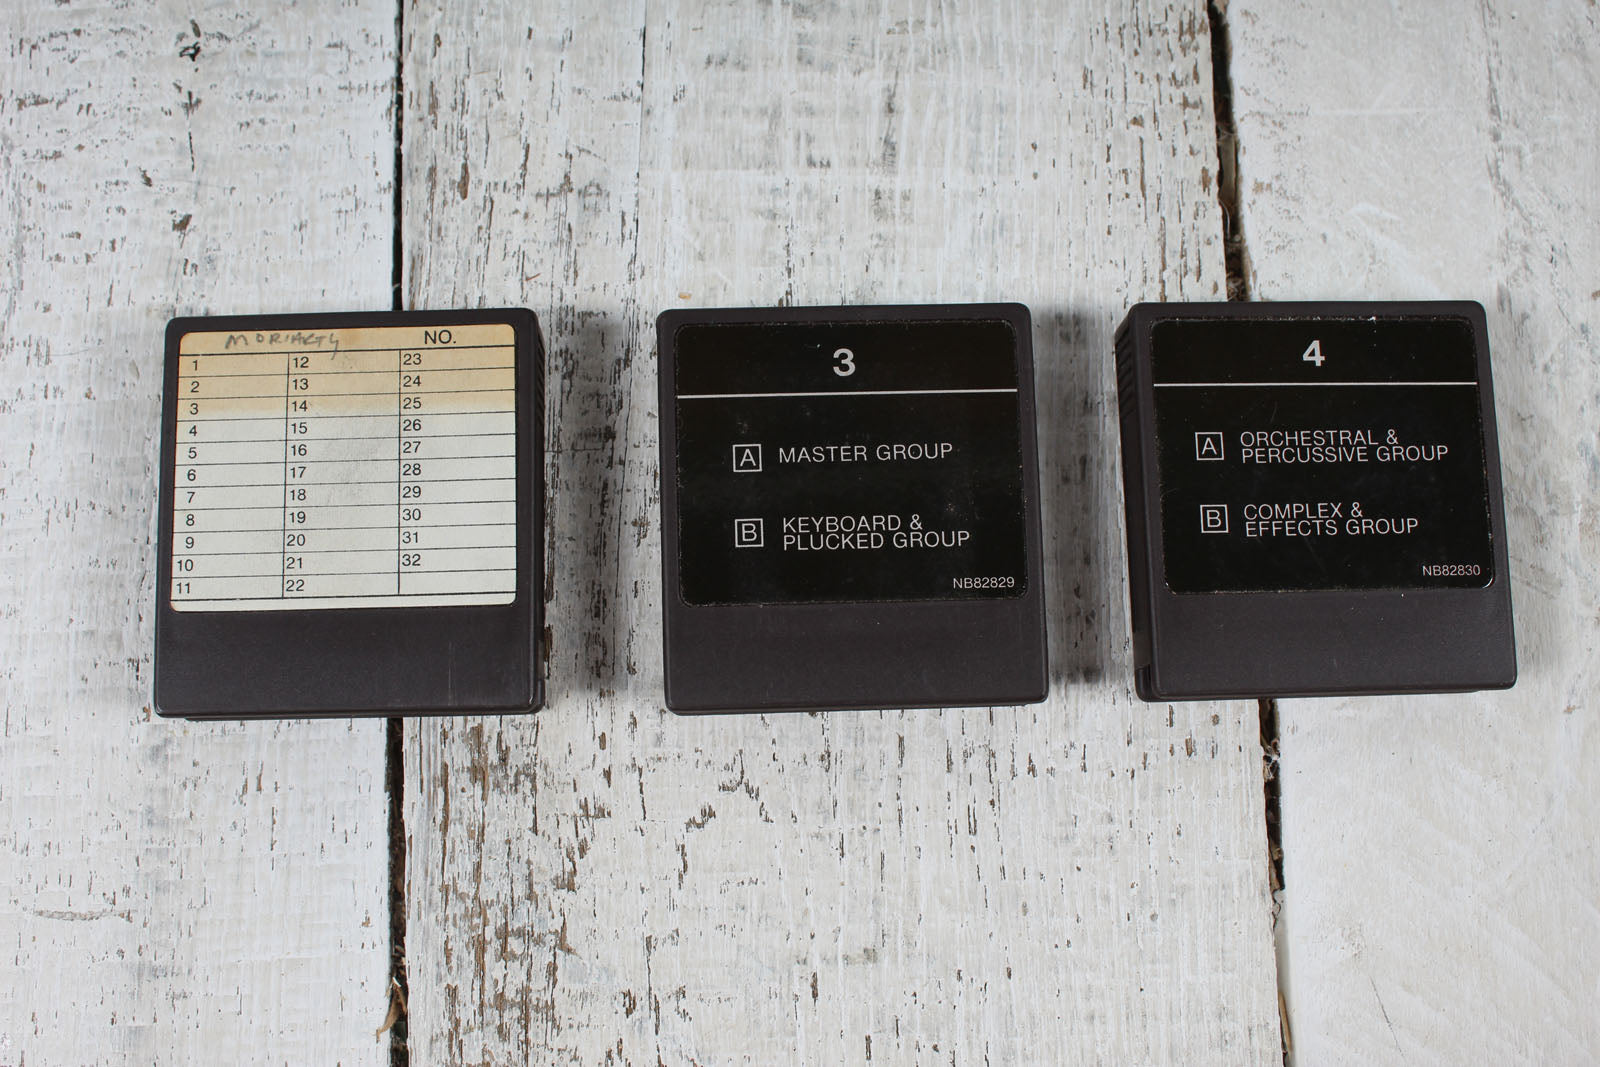 MORIARTY NO.
1 12 23
2 13 24
3 14 25
4 15 26
5 16 27
6 17 28
7 18 29
8 19 30
9 20 31
10 21 32
11 22
3
A MASTER GROUP
B KEYBOARD &
PLUCKED GROUP
NB82829
4
A ORCHESTRAL &
PERCUSSIVE GROUP
B COMPLEX &
EFFECTS GROUP
NB82830